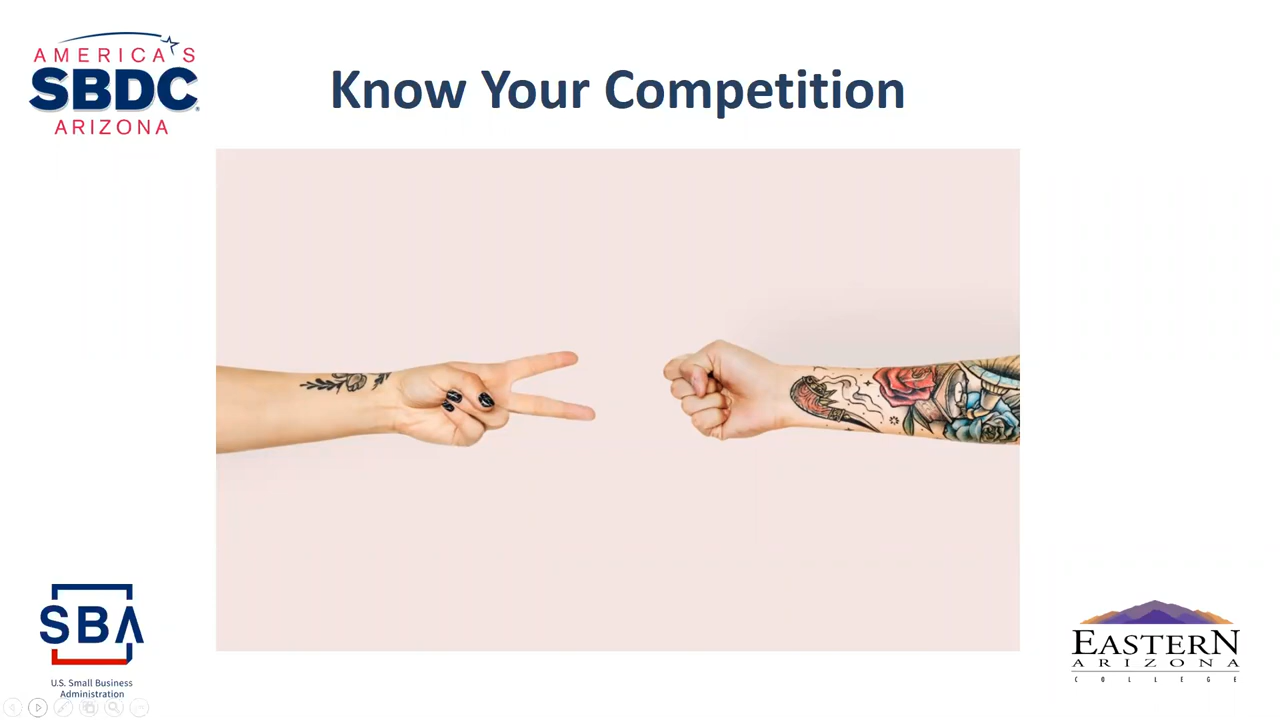 AMERICA'S
SBDC
ARIZONA
Know Your Competition
SBA
U.S. Small Business
Administration
EASTERN
ARIZONA
COLLEGE